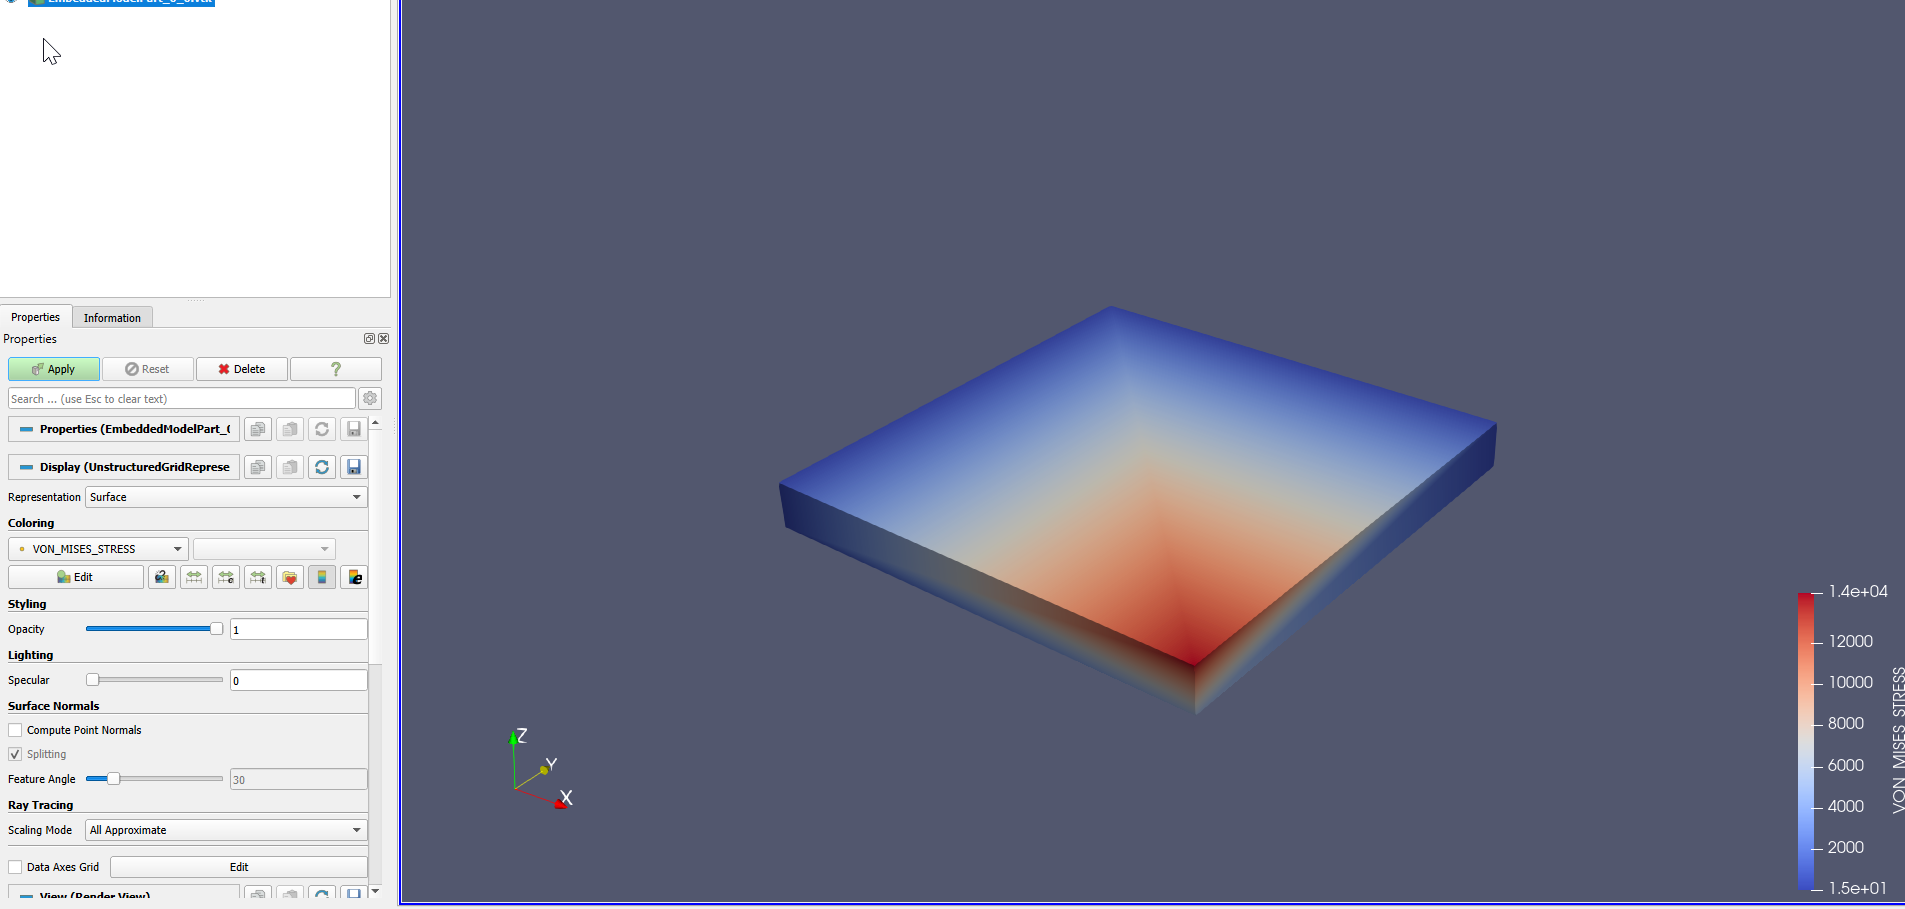 Properties Information
Properties
Apply Reset Delete ?
Search ... (use Esc to clear text)
Properties (EmbeddedModelPart_(
Display (UnstructuredGridReprese
Representation Surface
Coloring
VON_MISES_STRESS
Edit
Styling
Opacity 1
Lighting
Specular 0
Surface Normals
Compute Point Normals
Splitting
Feature Angle 30
Ray Tracing
Scaling Mode All Approximate
Data Axes Grid Edit
View (Render View)
Z
Y
X
1.4e+04
12000
10000
8000
6000
4000
2000
1.5e+01
VON_MISES_STRESS